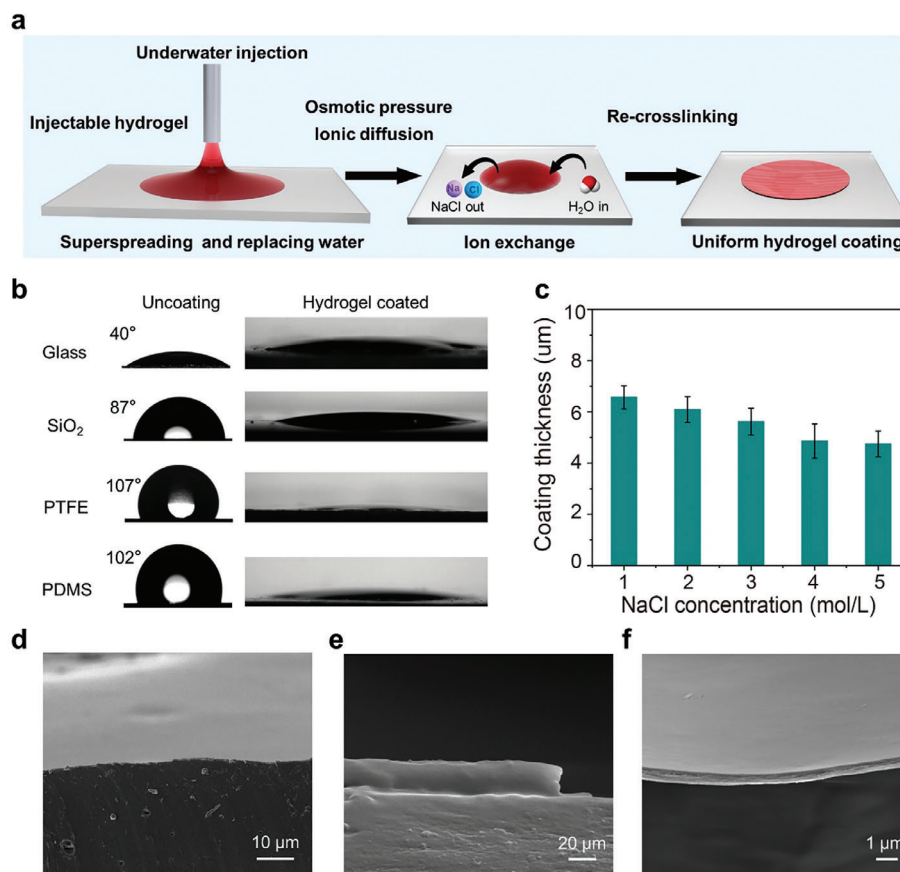 a
Underwater injection
Injectable hydrogel
Osmotic pressure
Ionic diffusion
Re-crosslinking
Na
Cl
NaCl out
H₂O in
Superspreading and replacing water
Ion exchange
Uniform hydrogel coating
b
Uncoating
Hydrogel coated
Glass
40°
SiO₂
87°
PTFE
107°
PDMS
102°
c
Coating thickness (um)
10
8
6
4
2
0
1 2 3 4 5
NaCl concentration (mol/L)
d
10 μm
e
20 μm
f
1 μm